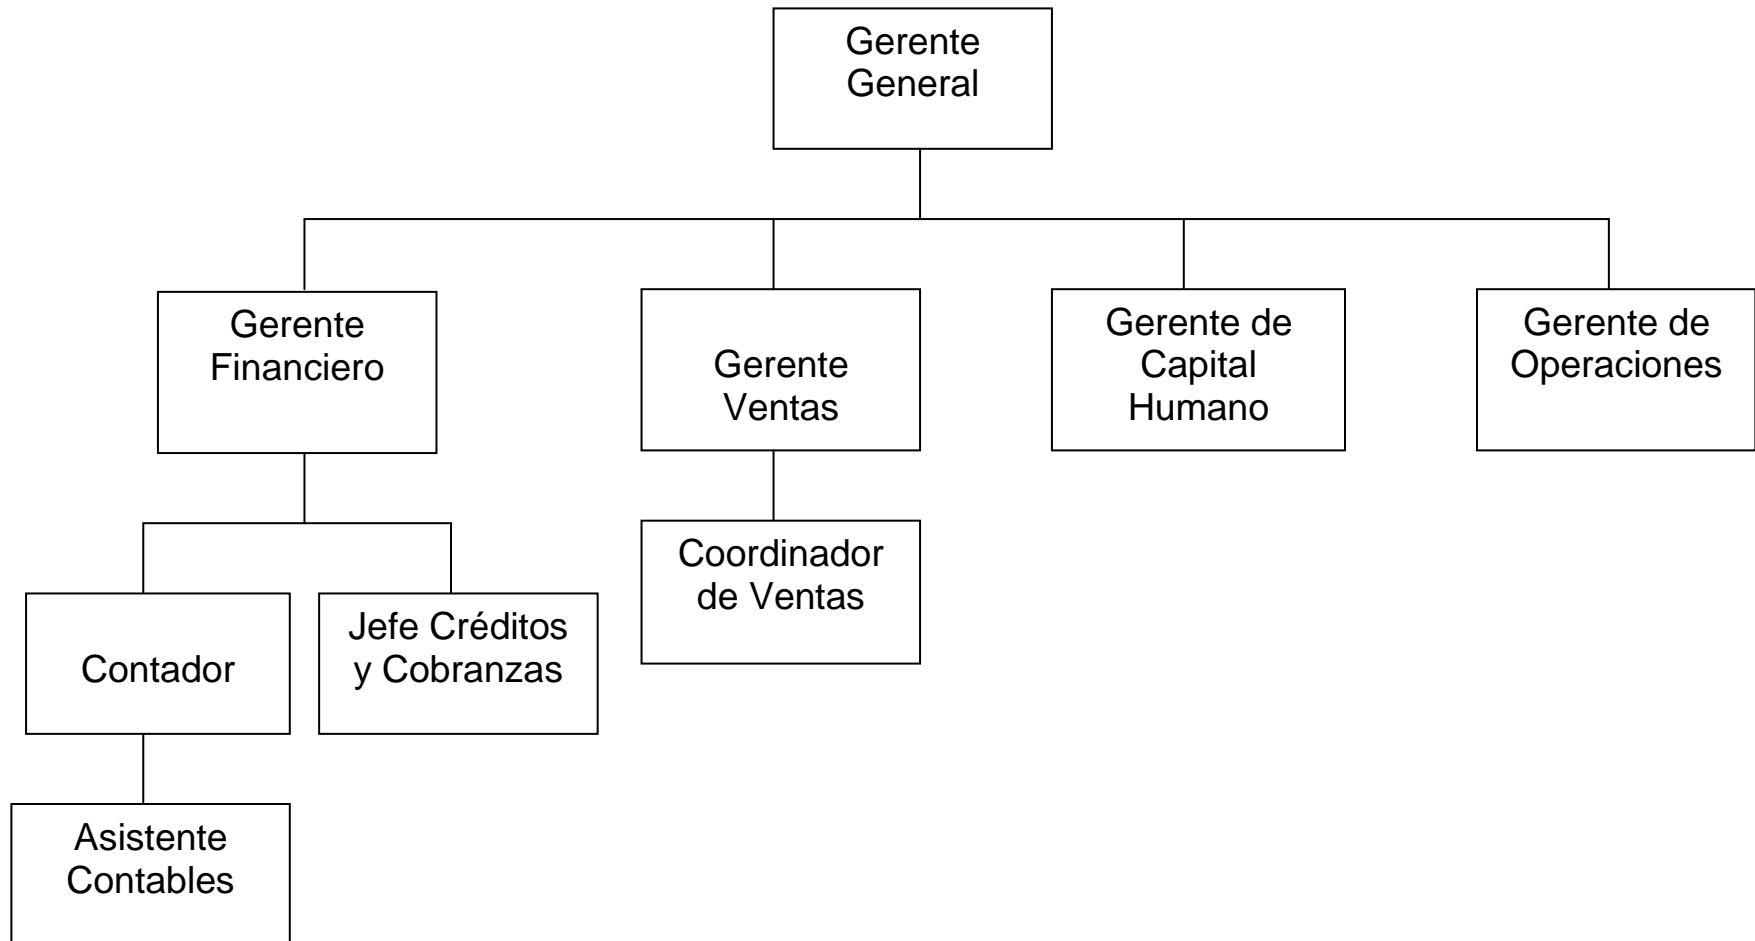 Gerente
General
Gerente
Financiero
Gerente
Ventas
Gerente de
Capital
Humano
Gerente de
Operaciones
Coordinador
de Ventas
Contador
Jefe Créditos
y Cobranzas
Asistente
Contables